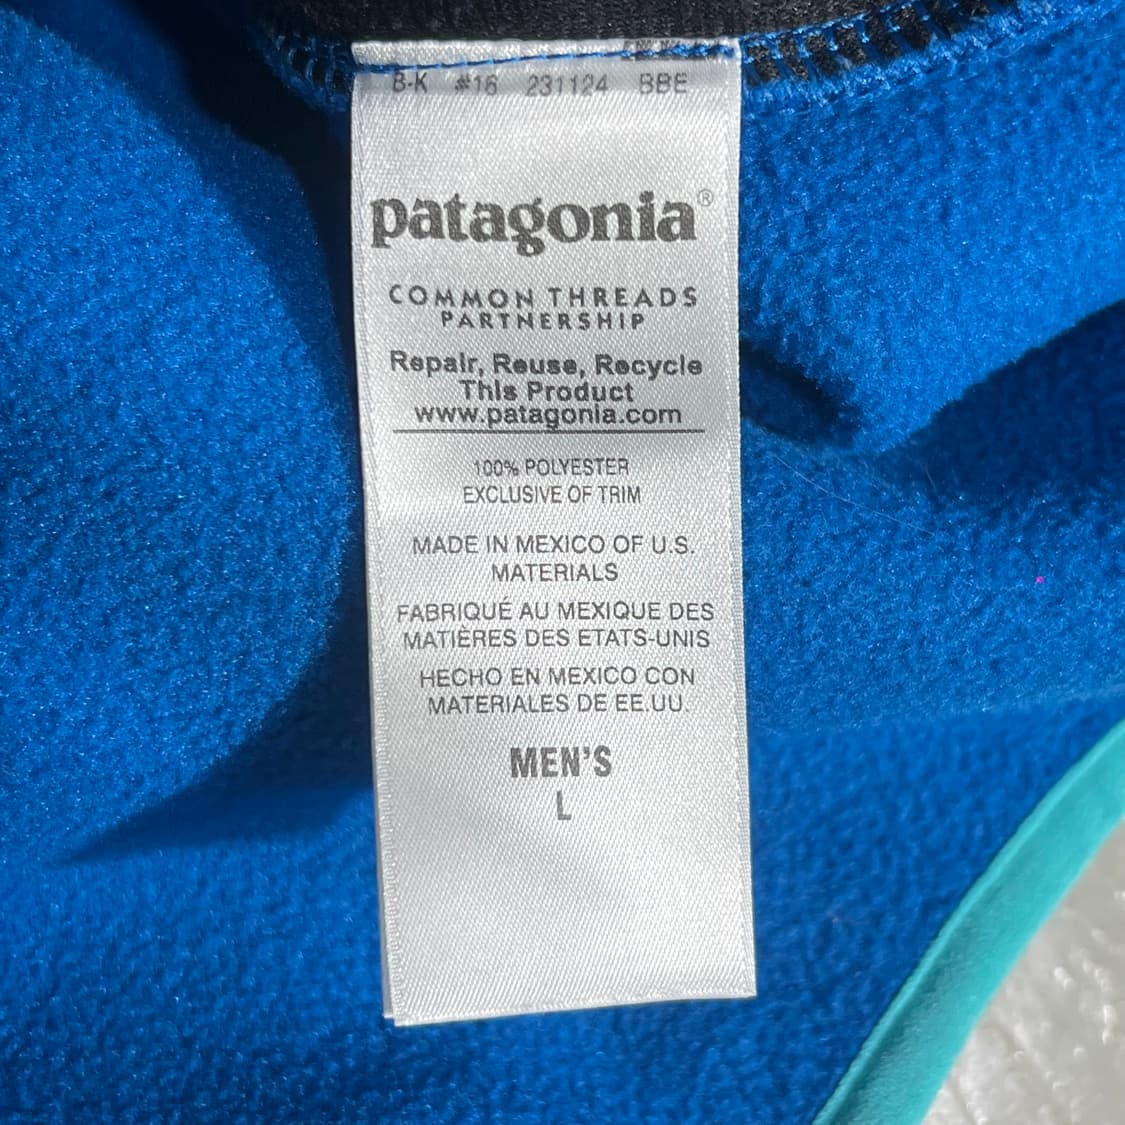 B-K #16 231124 BBE
patagonia®
COMMON THREADS
PARTNERSHIP
Repair, Reuse, Recycle
This Product
www.patagonia.com
100% POLYESTER
EXCLUSIVE OF TRIM
MADE IN MEXICO OF U.S.
MATERIALS
FABRIQUÉ AU MEXIQUE DES
MATIÈRES DES ETATS-UNIS
HECHO EN MEXICO CON
MATERIALES DE EE.UU.
MEN'S
L